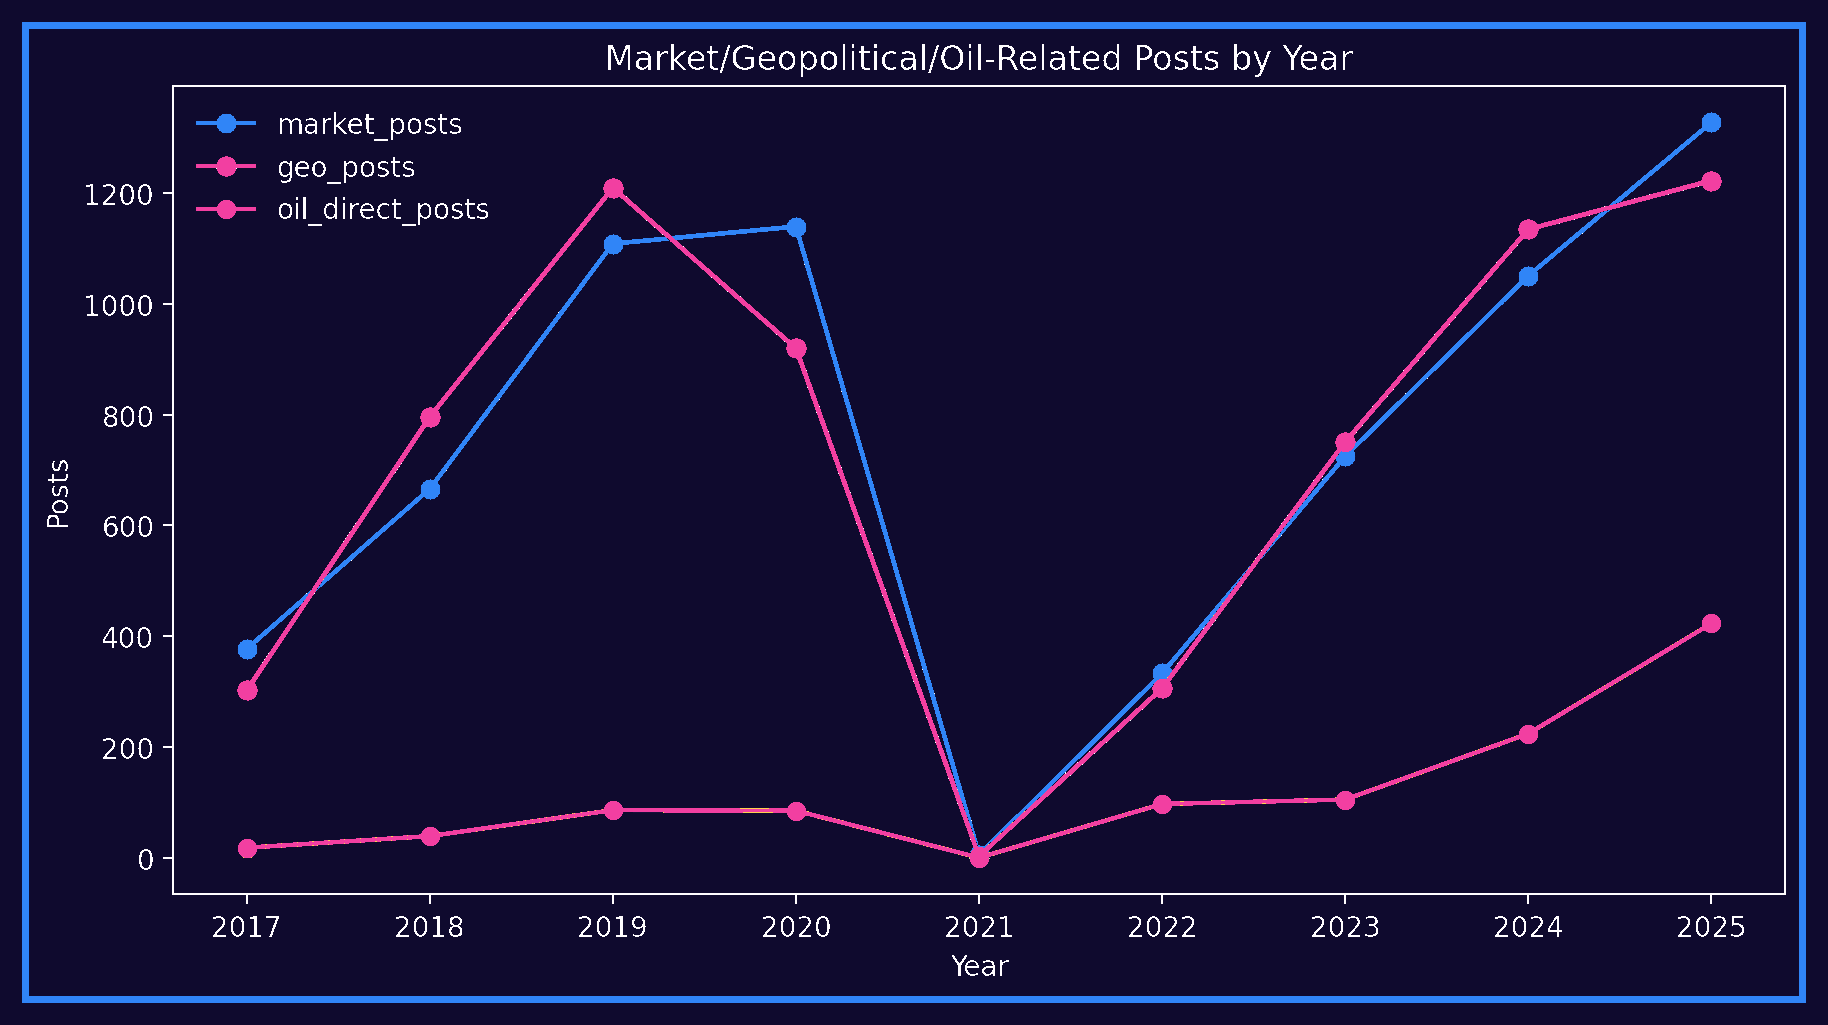 Market/Geopolitical/Oil-Related Posts by Year
market_posts
geo_posts
oil_direct_posts
1200
1000
800
600
400
200
0
Posts
2017 2018 2019 2020 2021 2022 2023 2024 2025
Year